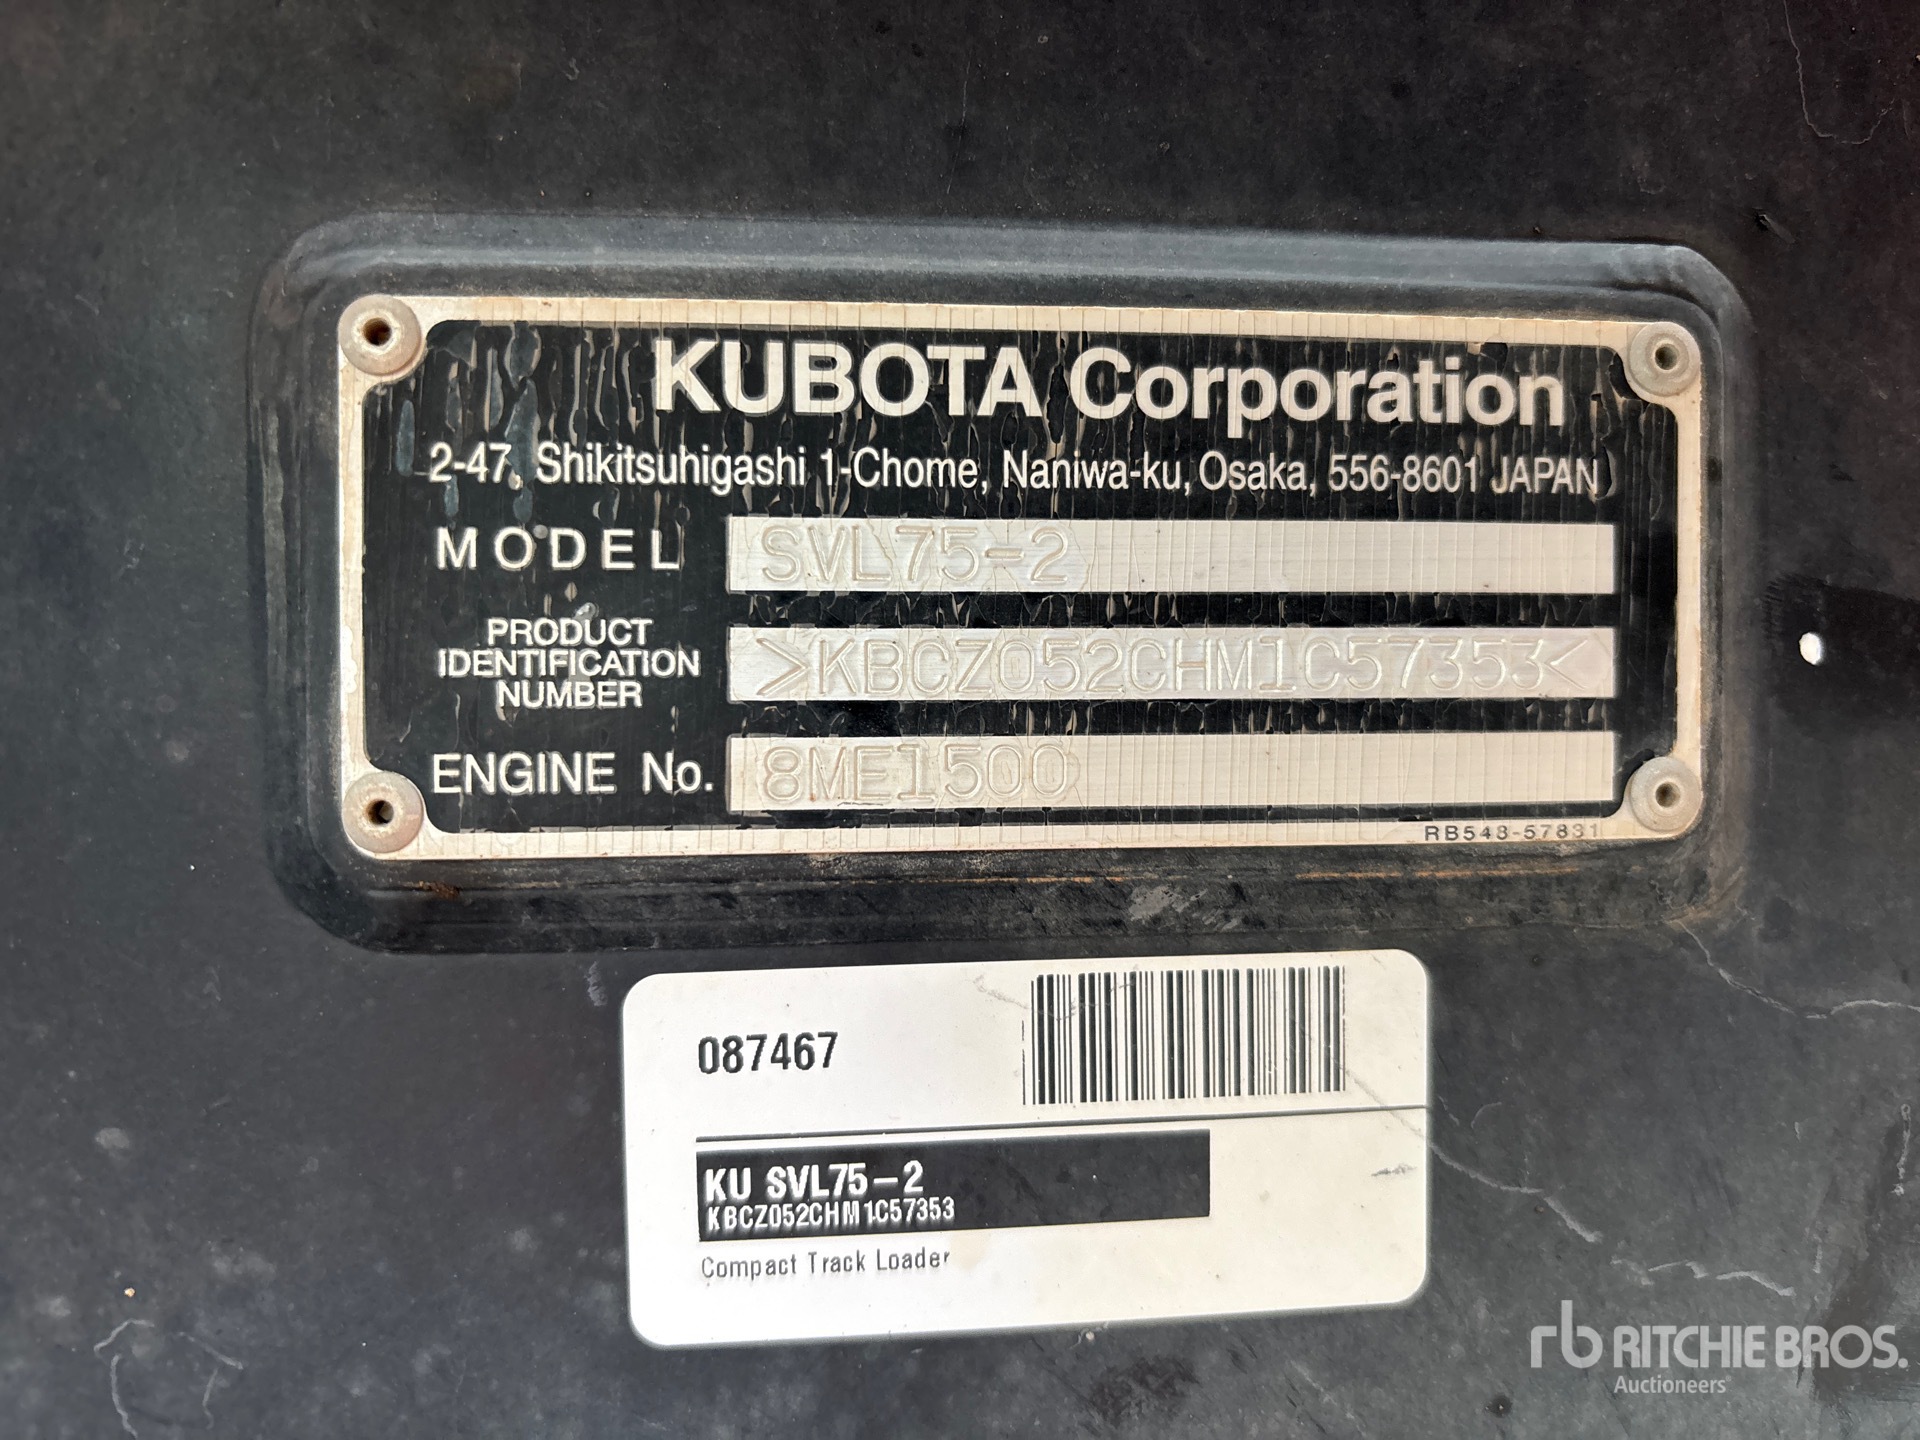 KUBOTA Corporation
2-47, Shikitsuhigashi 1-Chome, Naniwa-ku, Osaka, 556-8601 JAPAN
MODEL SVL75-2
PRODUCT
IDENTIFICATION
NUMBER
>KBCZ052CHM1C57353<
ENGINE No. 8ME1500
RB548-57831
087467
KU SVL75-2
KBCZ052CHM1C57353
Compact Track Loader
rb RITCHIE BROS.
Auctioneers